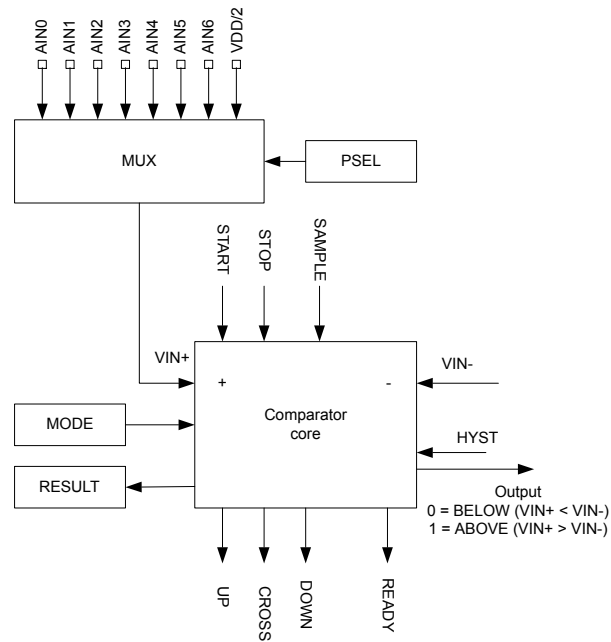 AIN0
AIN1
AIN2
AIN3
AIN4
AIN5
AIN6
VDD/2
MUX
PSEL
START
STOP
SAMPLE
VIN+
+
-
VIN-
MODE
Comparator
core
HYST
RESULT
Output
0 = BELOW (VIN+ < VIN-)
1 = ABOVE (VIN+ > VIN-)
UP
CROSS
DOWN
READY